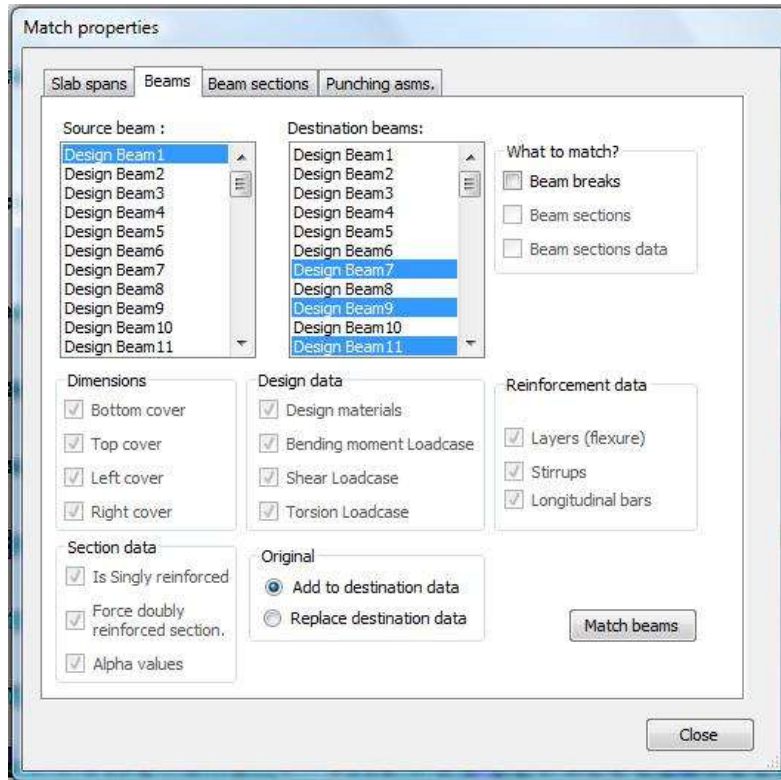 Match properties
Slab spans Beams Beam sections Punching asms.
Source beam :
Design Beam1
Design Beam2
Design Beam3
Design Beam4
Design Beam5
Design Beam6
Design Beam7
Design Beam8
Design Beam9
Design Beam10
Design Beam11
Destination beams:
Design Beam1
Design Beam2
Design Beam3
Design Beam4
Design Beam5
Design Beam6
Design Beam7
Design Beam8
Design Beam9
Design Beam10
Design Beam11
What to match?
Beam breaks
Beam sections
Beam sections data
Dimensions
Bottom cover
Top cover
Left cover
Right cover
Design data
Design materials
Bending moment Loadcase
Shear Loadcase
Torsion Loadcase
Reinforcement data
Layers (flexure)
Stirrups
Longitudinal bars
Section data
Is Singly reinforced
Force doubly
reinforced section.
Alpha values
Original
Add to destination data
Replace destination data
Match beams
Close